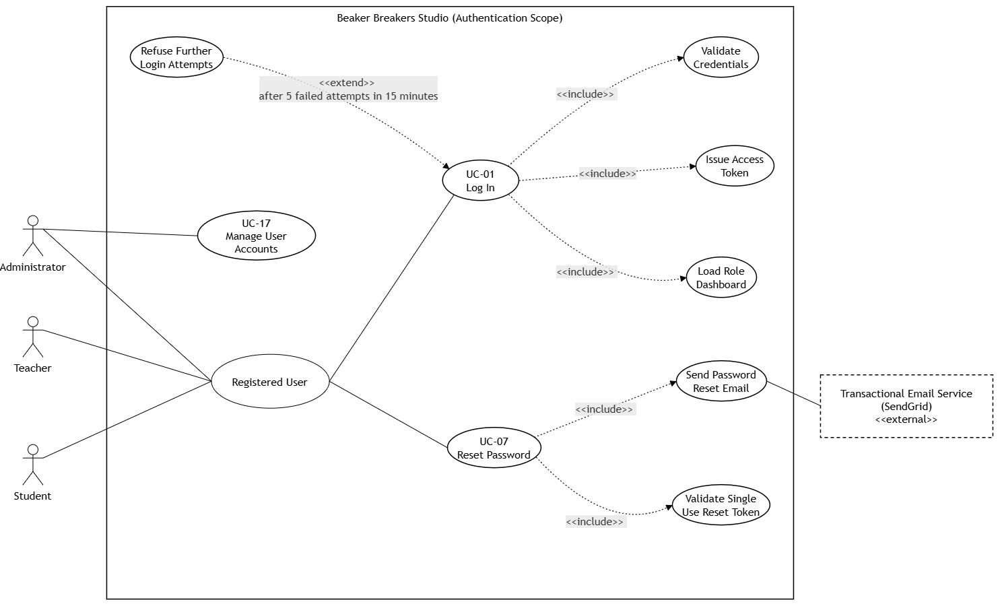 Beaker Breakers Studio (Authentication Scope)
Refuse Further
Login Attempts
<<extend>>
after 5 failed attempts in 15 minutes
<<include>>
Validate
Credentials
UC-01
Log In
<<include>>
Issue Access
Token
<<include>>
Load Role
Dashboard
UC-17
Manage User
Accounts
Administrator
Teacher
Student
Registered User
UC-07
Reset Password
<<include>>
Send Password
Reset Email
Transactional Email Service
(SendGrid)
<<external>>
<<include>>
Validate Single
Use Reset Token